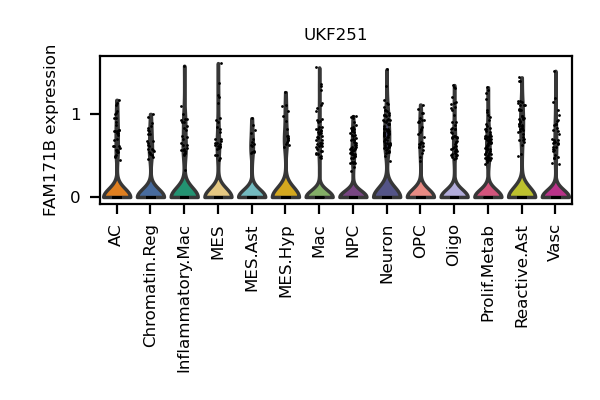 UKF251
FAM171B expression
1
0
AC
Chromatin.Reg
Inflammatory.Mac
MES
MES.Ast
MES.Hyp
Mac
NPC
Neuron
OPC
Oligo
Prolif.Metab
Reactive.Ast
Vasc